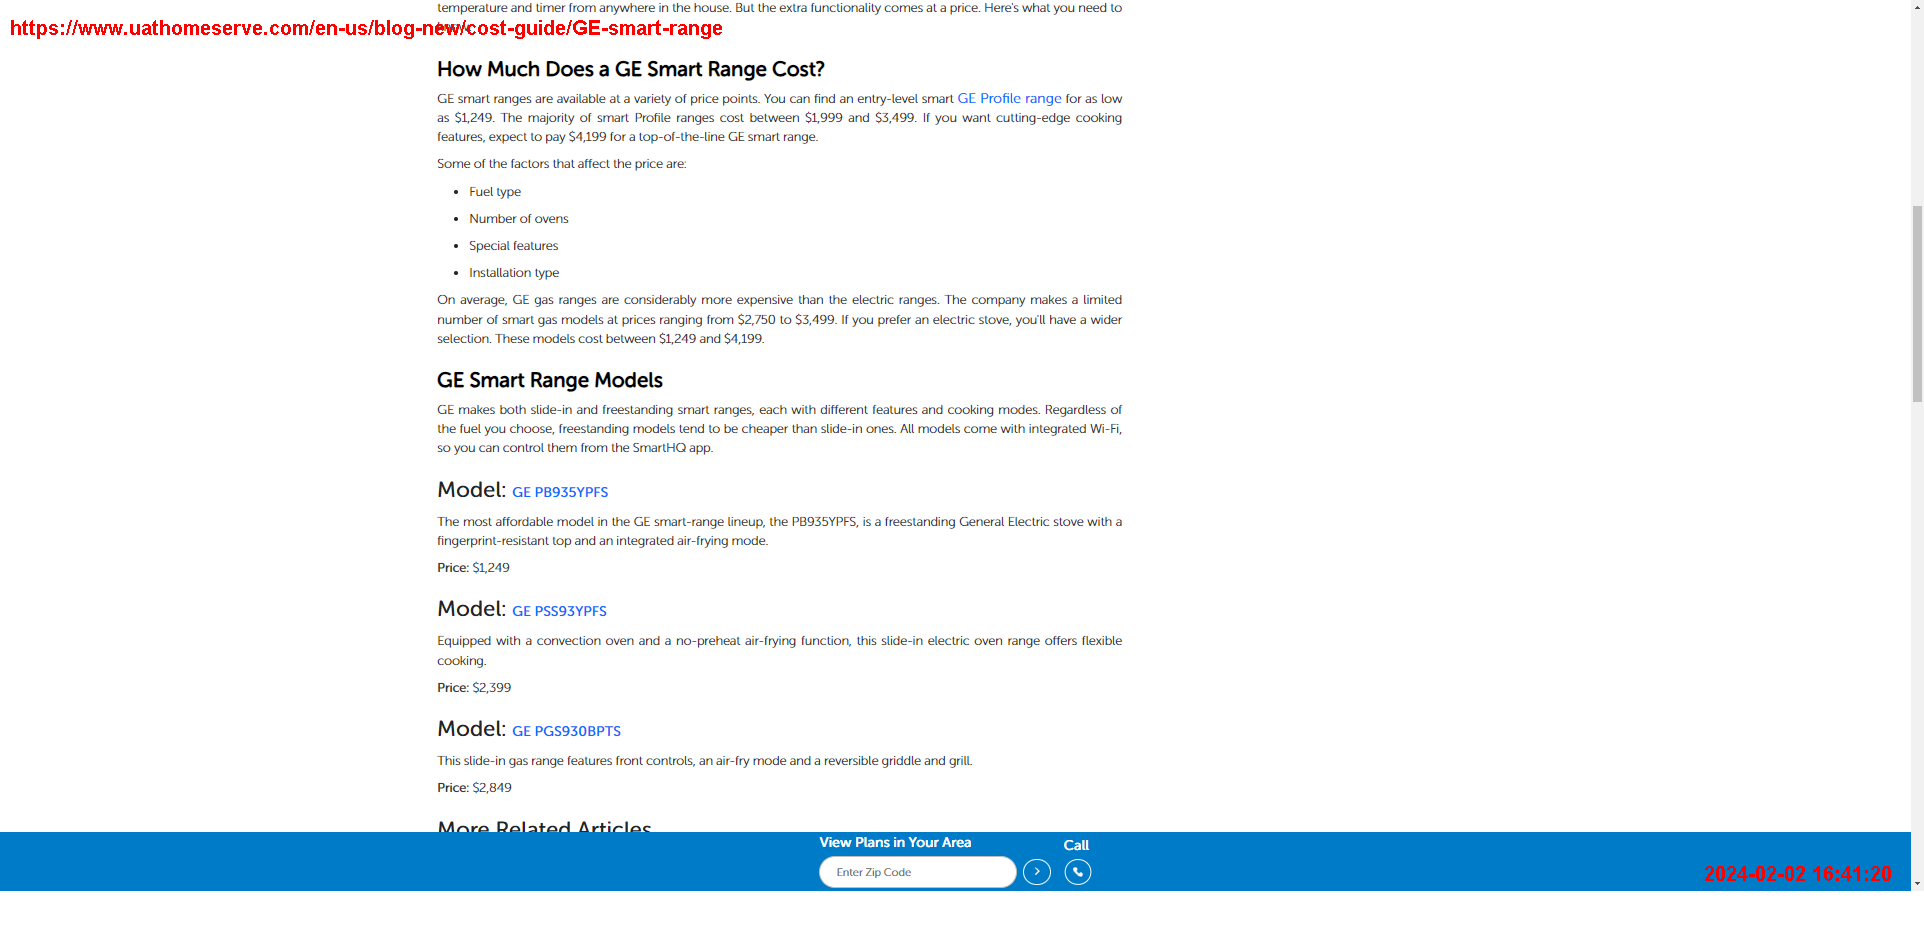 temperature and timer from anywhere in the house. But the extra functionality comes at a price. Here's what you need to
https://www.uathomeserve.com/en-us/blog-new/cost-guide/GE-smart-range
How Much Does a GE Smart Range Cost?
GE smart ranges are available at a variety of price points. You can find an entry-level smart GE Profile range for as low
as $1,249. The majority of smart Profile ranges cost between $1,999 and $3,499. If you want cutting-edge cooking
features, expect to pay $4,199 for a top-of-the-line GE smart range.
Some of the factors that affect the price are:
• Fuel type
• Number of ovens
• Special features
• Installation type
On average, GE gas ranges are considerably more expensive than the electric ranges. The company makes a limited
number of smart gas models at prices ranging from $2,750 to $3,499. If you prefer an electric stove, you'll have a wider
selection. These models cost between $1,249 and $4,199.
GE Smart Range Models
GE makes both slide-in and freestanding smart ranges, each with different features and cooking modes. Regardless of
the fuel you choose, freestanding models tend to be cheaper than slide-in ones. All models come with integrated Wi-Fi,
so you can control them from the SmartHQ app.
Model: GE PB935YPFS
The most affordable model in the GE smart-range lineup, the PB935YPFS, is a freestanding General Electric stove with a
fingerprint-resistant top and an integrated air-frying mode.
Price: $1,249
Model: GE PSS93YPFS
Equipped with a convection oven and a no-preheat air-frying function, this slide-in electric oven range offers flexible
cooking.
Price: $2,399
Model: GE PGS930BPTS
This slide-in gas range features front controls, an air-fry mode and a reversible griddle and grill.
Price: $2,849
More Related Articles
View Plans in Your Area
Call
Enter Zip Code
2024-02-02 16:41:20